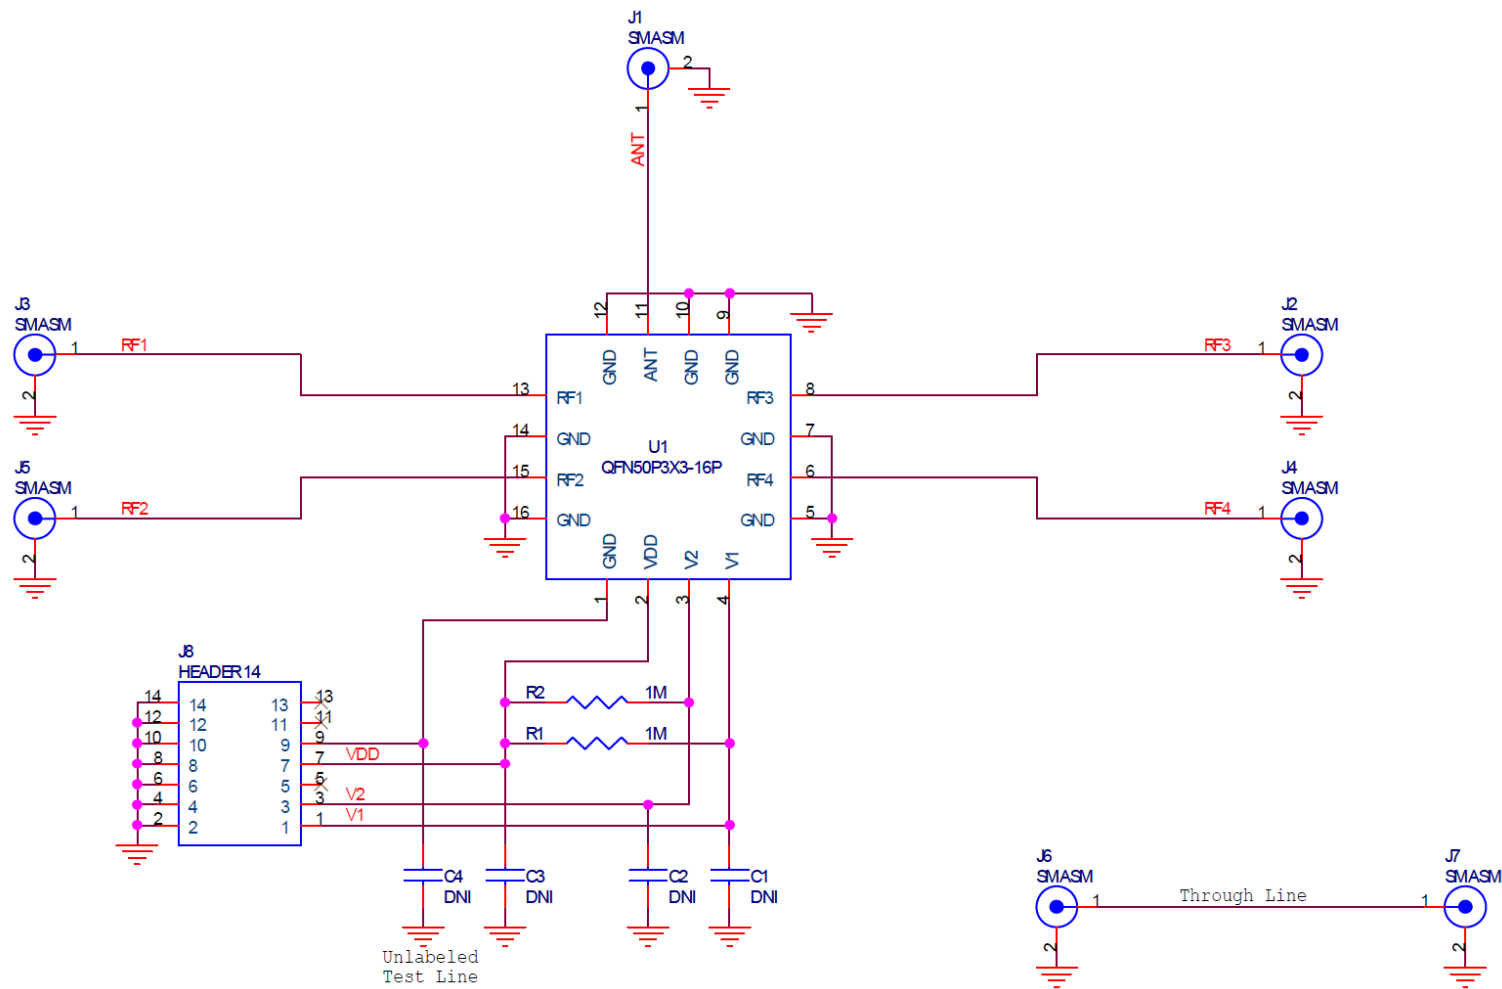 J1
SMASM
2
1
ANT
J3
SMASM
1
RF1
2
J2
SMASM
RF3
1
2
12
11
10
9
GND
ANT
GND
GND
13
RF1
RF3
8
14
GND
GND
7
U1
QFN50P3X3-16P
15
RF2
RF4
6
16
GND
GND
5
GND
VDD
V2
V1
1
2
3
4
J5
SMASM
1
RF2
2
J4
SMASM
RF4
1
2
J8
HEADER 14
14
14
13
13
12
12
11
11
10
10
9
9
8
8
7
7
VDD
6
6
5
5
4
4
3
3
V2
2
2
1
1
V1
R2
1M
R1
1M
C4
DNI
C3
DNI
C2
DNI
C1
DNI
Unlabeled
Test Line
J6
SMASM
1
2
Through Line
J7
SMASM
1
2